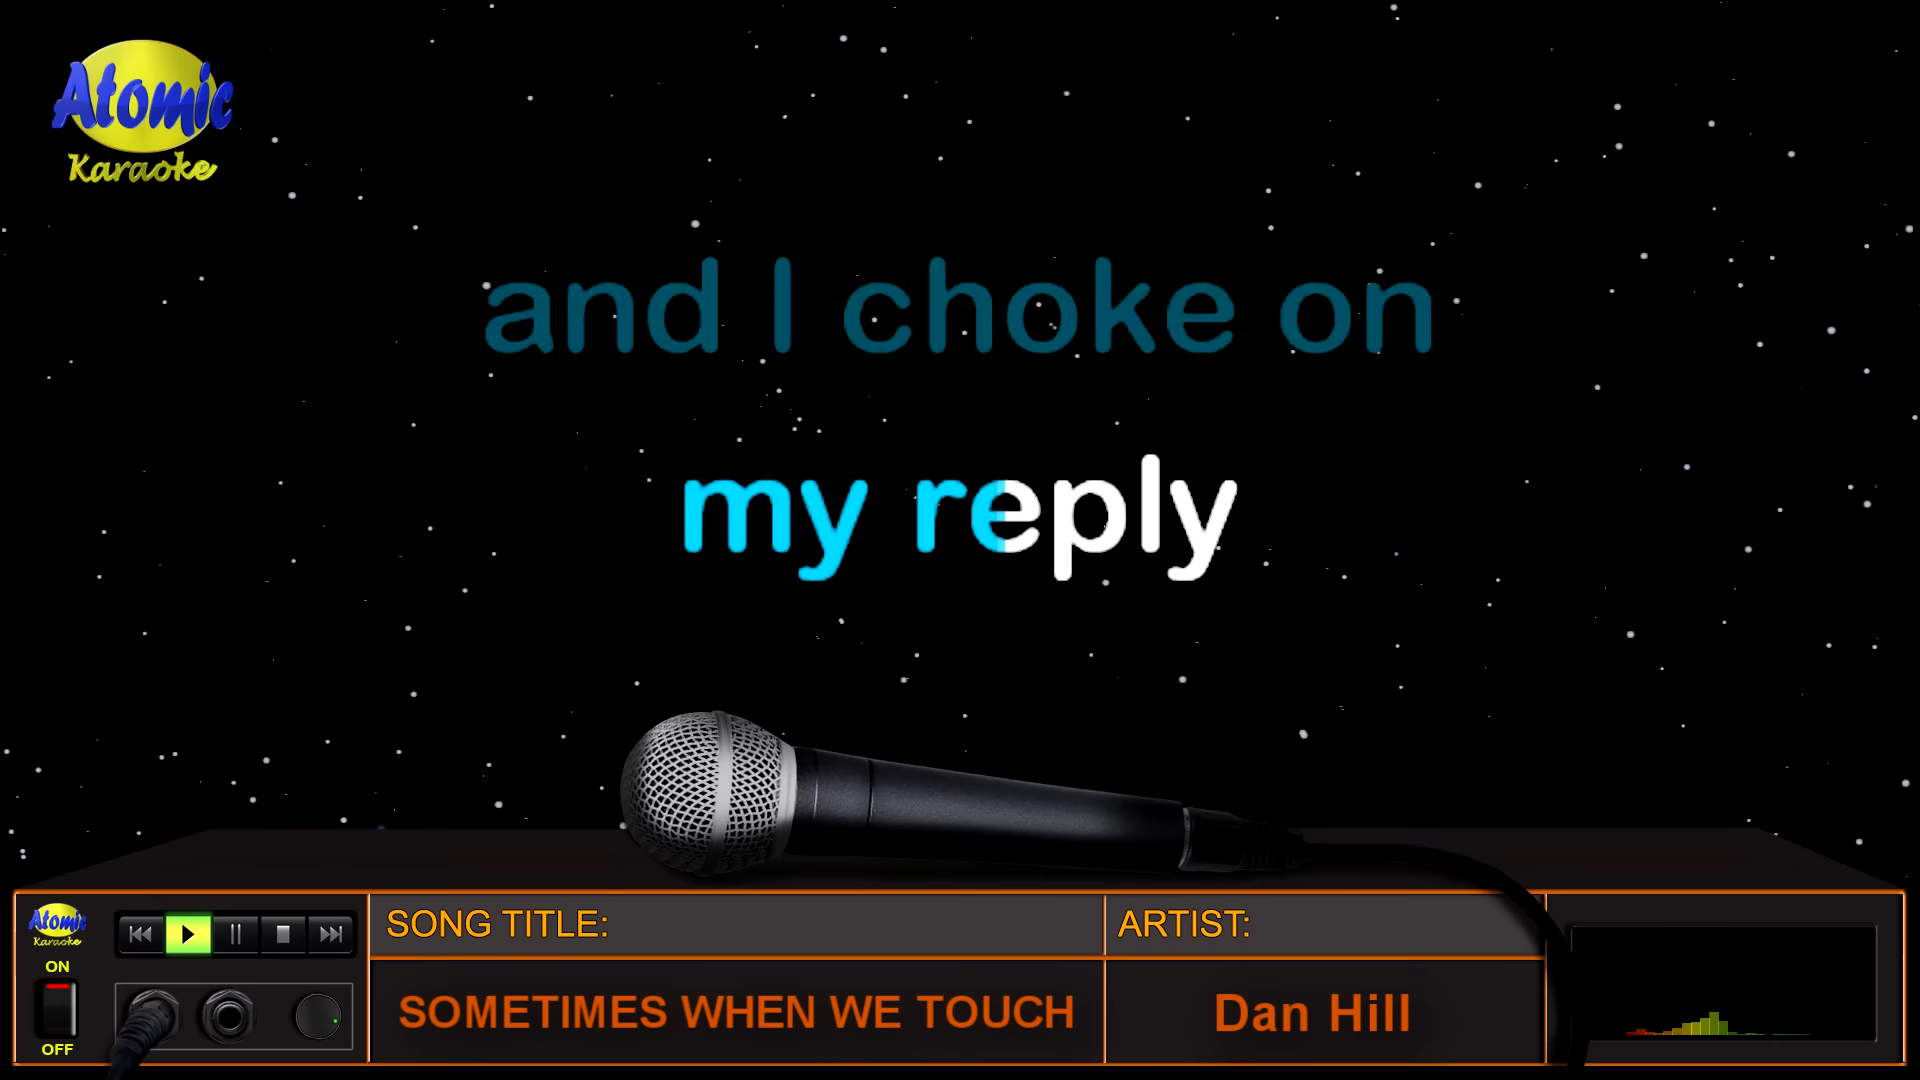 Atomic
Karaoke
and I choke on
my reply
Atomic
Karaoke
ON
OFF
SONG TITLE:
ARTIST:
SOMETIMES WHEN WE TOUCH
Dan Hill